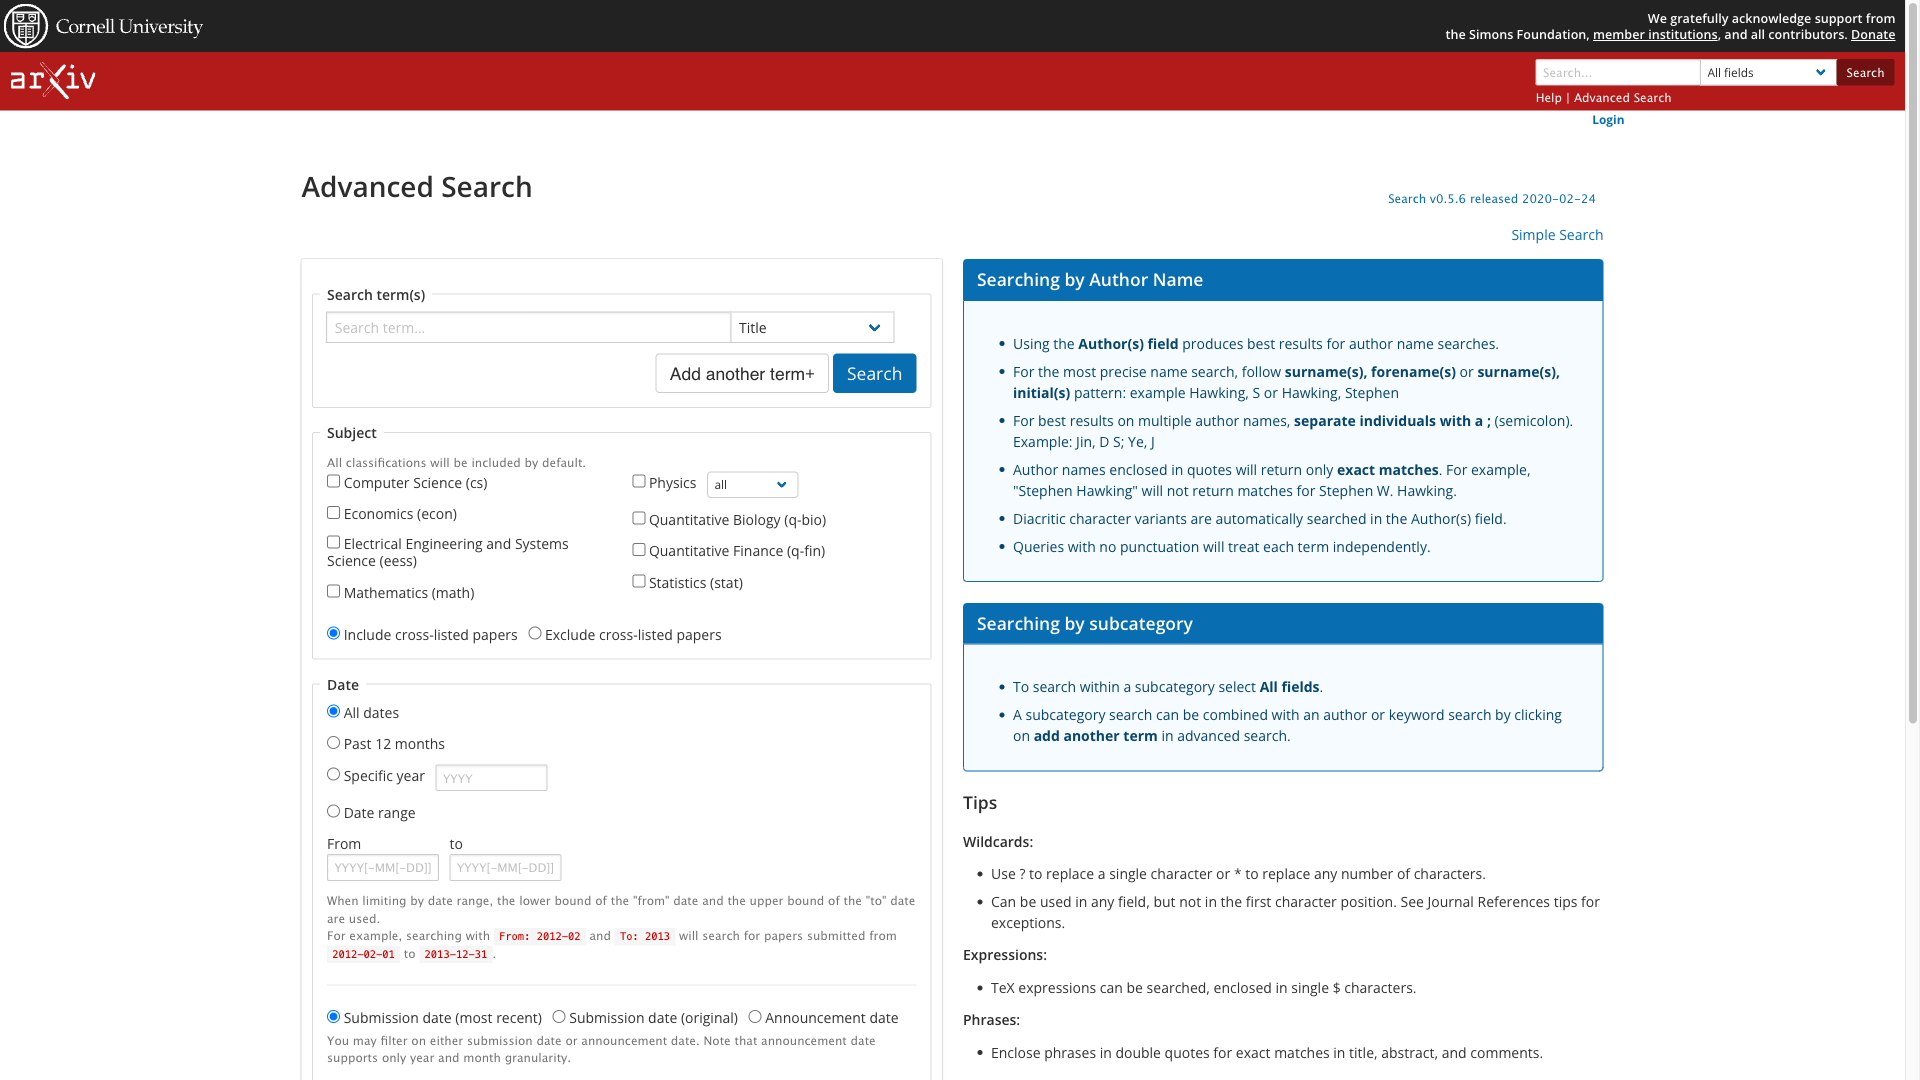 Cornell University
We gratefully acknowledge support from
the Simons Foundation, member institutions, and all contributors. Donate
arXiv
Search...
All fields
Search
Help | Advanced Search
Login
Advanced Search
Search v0.5.6 released 2020-02-24
Simple Search
Search term(s)
Search term...
Title
Add another term+
Search
Subject
All classifications will be included by default.
Computer Science (cs)
Economics (econ)
Electrical Engineering and Systems
Science (eess)
Mathematics (math)
Physics
all
Quantitative Biology (q-bio)
Quantitative Finance (q-fin)
Statistics (stat)
Include cross-listed papers
Exclude cross-listed papers
Date
All dates
Past 12 months
Specific year
YYYY
Date range
From
to
YYYY[-MM[-DD]]
YYYY[-MM[-DD]]
When limiting by date range, the lower bound of the "from" date and the upper bound of the "to" date
are used.
For example, searching with From: 2012-02 and To: 2013 will search for papers submitted from
2012-02-01 to 2013-12-31 .
Submission date (most recent)
Submission date (original)
Announcement date
You may filter on either submission date or announcement date. Note that announcement date
supports only year and month granularity.
Searching by Author Name
• Using the Author(s) field produces best results for author name searches.
• For the most precise name search, follow surname(s), forename(s) or surname(s),
initial(s) pattern: example Hawking, S or Hawking, Stephen
• For best results on multiple author names, separate individuals with a ; (semicolon).
Example: Jin, D S; Ye, J
• Author names enclosed in quotes will return only exact matches. For example,
"Stephen Hawking" will not return matches for Stephen W. Hawking.
• Diacritic character variants are automatically searched in the Author(s) field.
• Queries with no punctuation will treat each term independently.
Searching by subcategory
• To search within a subcategory select All fields.
• A subcategory search can be combined with an author or keyword search by clicking
on add another term in advanced search.
Tips
Wildcards:
• Use ? to replace a single character or * to replace any number of characters.
• Can be used in any field, but not in the first character position. See Journal References tips for
exceptions.
Expressions:
• TeX expressions can be searched, enclosed in single $ characters.
Phrases:
• Enclose phrases in double quotes for exact matches in title, abstract, and comments.